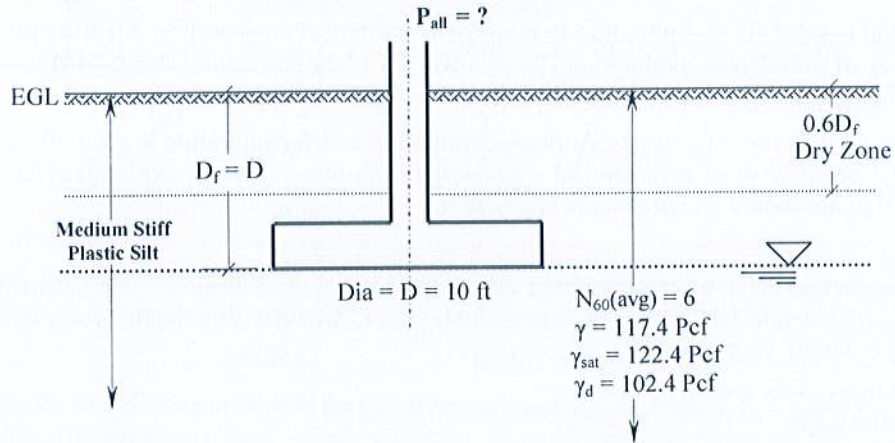 P_all = ?
EGL
0.6D_f
Dry Zone
D_f = D
Medium Stiff
Plastic Silt
Dia = D = 10 ft
N_60(avg) = 6
γ = 117.4 Pcf
γ_sat = 122.4 Pcf
γ_d = 102.4 Pcf